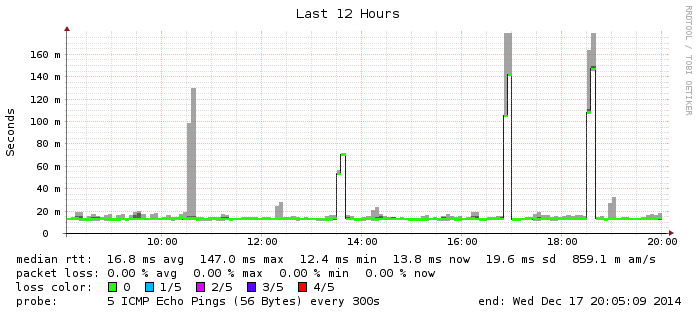 Last 12 Hours
RRDTOOL / TOBI OETIKER
Seconds
160 m
140 m
120 m
100 m
80 m
60 m
40 m
20 m
0
10:00 12:00 14:00 16:00 18:00 20:00
median rtt: 16.8 ms avg 147.0 ms max 12.4 ms min 13.8 ms now 19.6 ms sd 859.1 m am/s
packet loss: 0.00 % avg 0.00 % max 0.00 % min 0.00 % now
loss color: 0 1/5 2/5 3/5 4/5
probe: 5 ICMP Echo Pings (56 Bytes) every 300s end: Wed Dec 17 20:05:09 2014